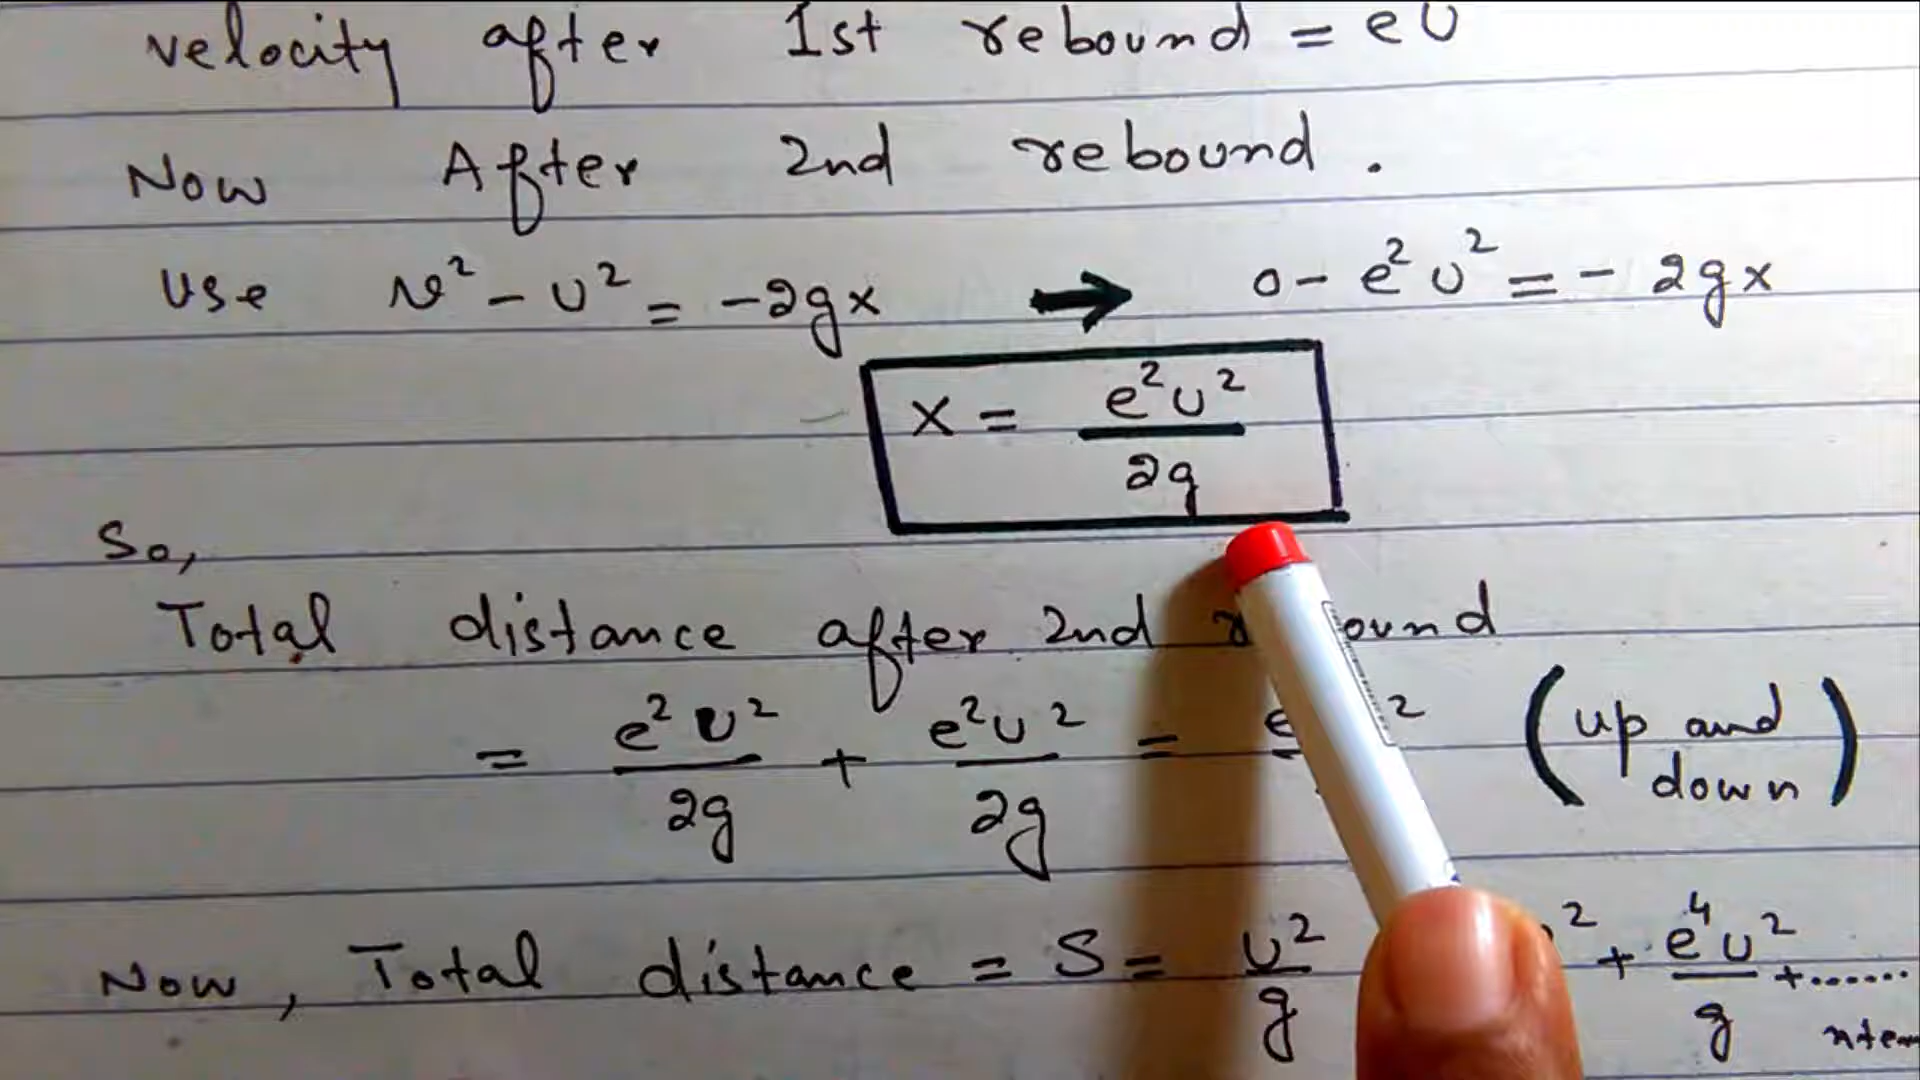 velocity after 1st rebound = eu
Now After 2nd rebound.
Use v² - u² = -2gx → 0 - e²u² = -2gx
x = e²u² / 2g
So,
Total distance after 2nd
= e²u² / 2g + e²u² / 2g = (up and down)
Now, Total distance = S = u² / g + e⁴u² / g + ......